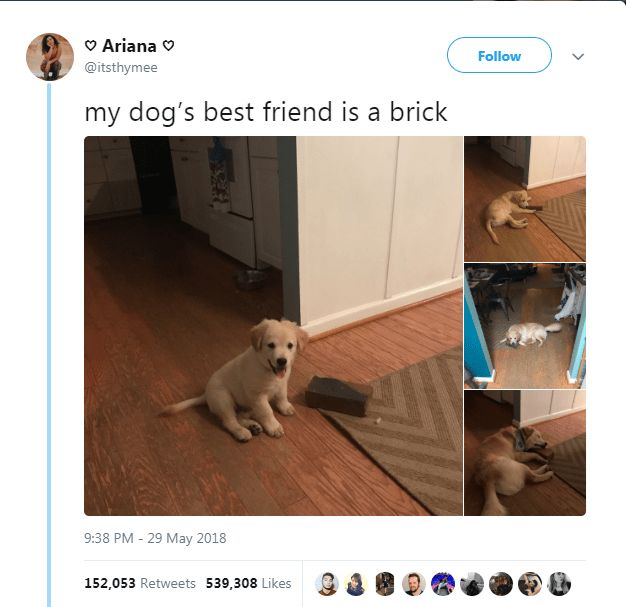 ♡ Ariana ♡
@itsthymee
Follow
my dog’s best friend is a brick
9:38 PM - 29 May 2018
152,053 Retweets 539,308 Likes